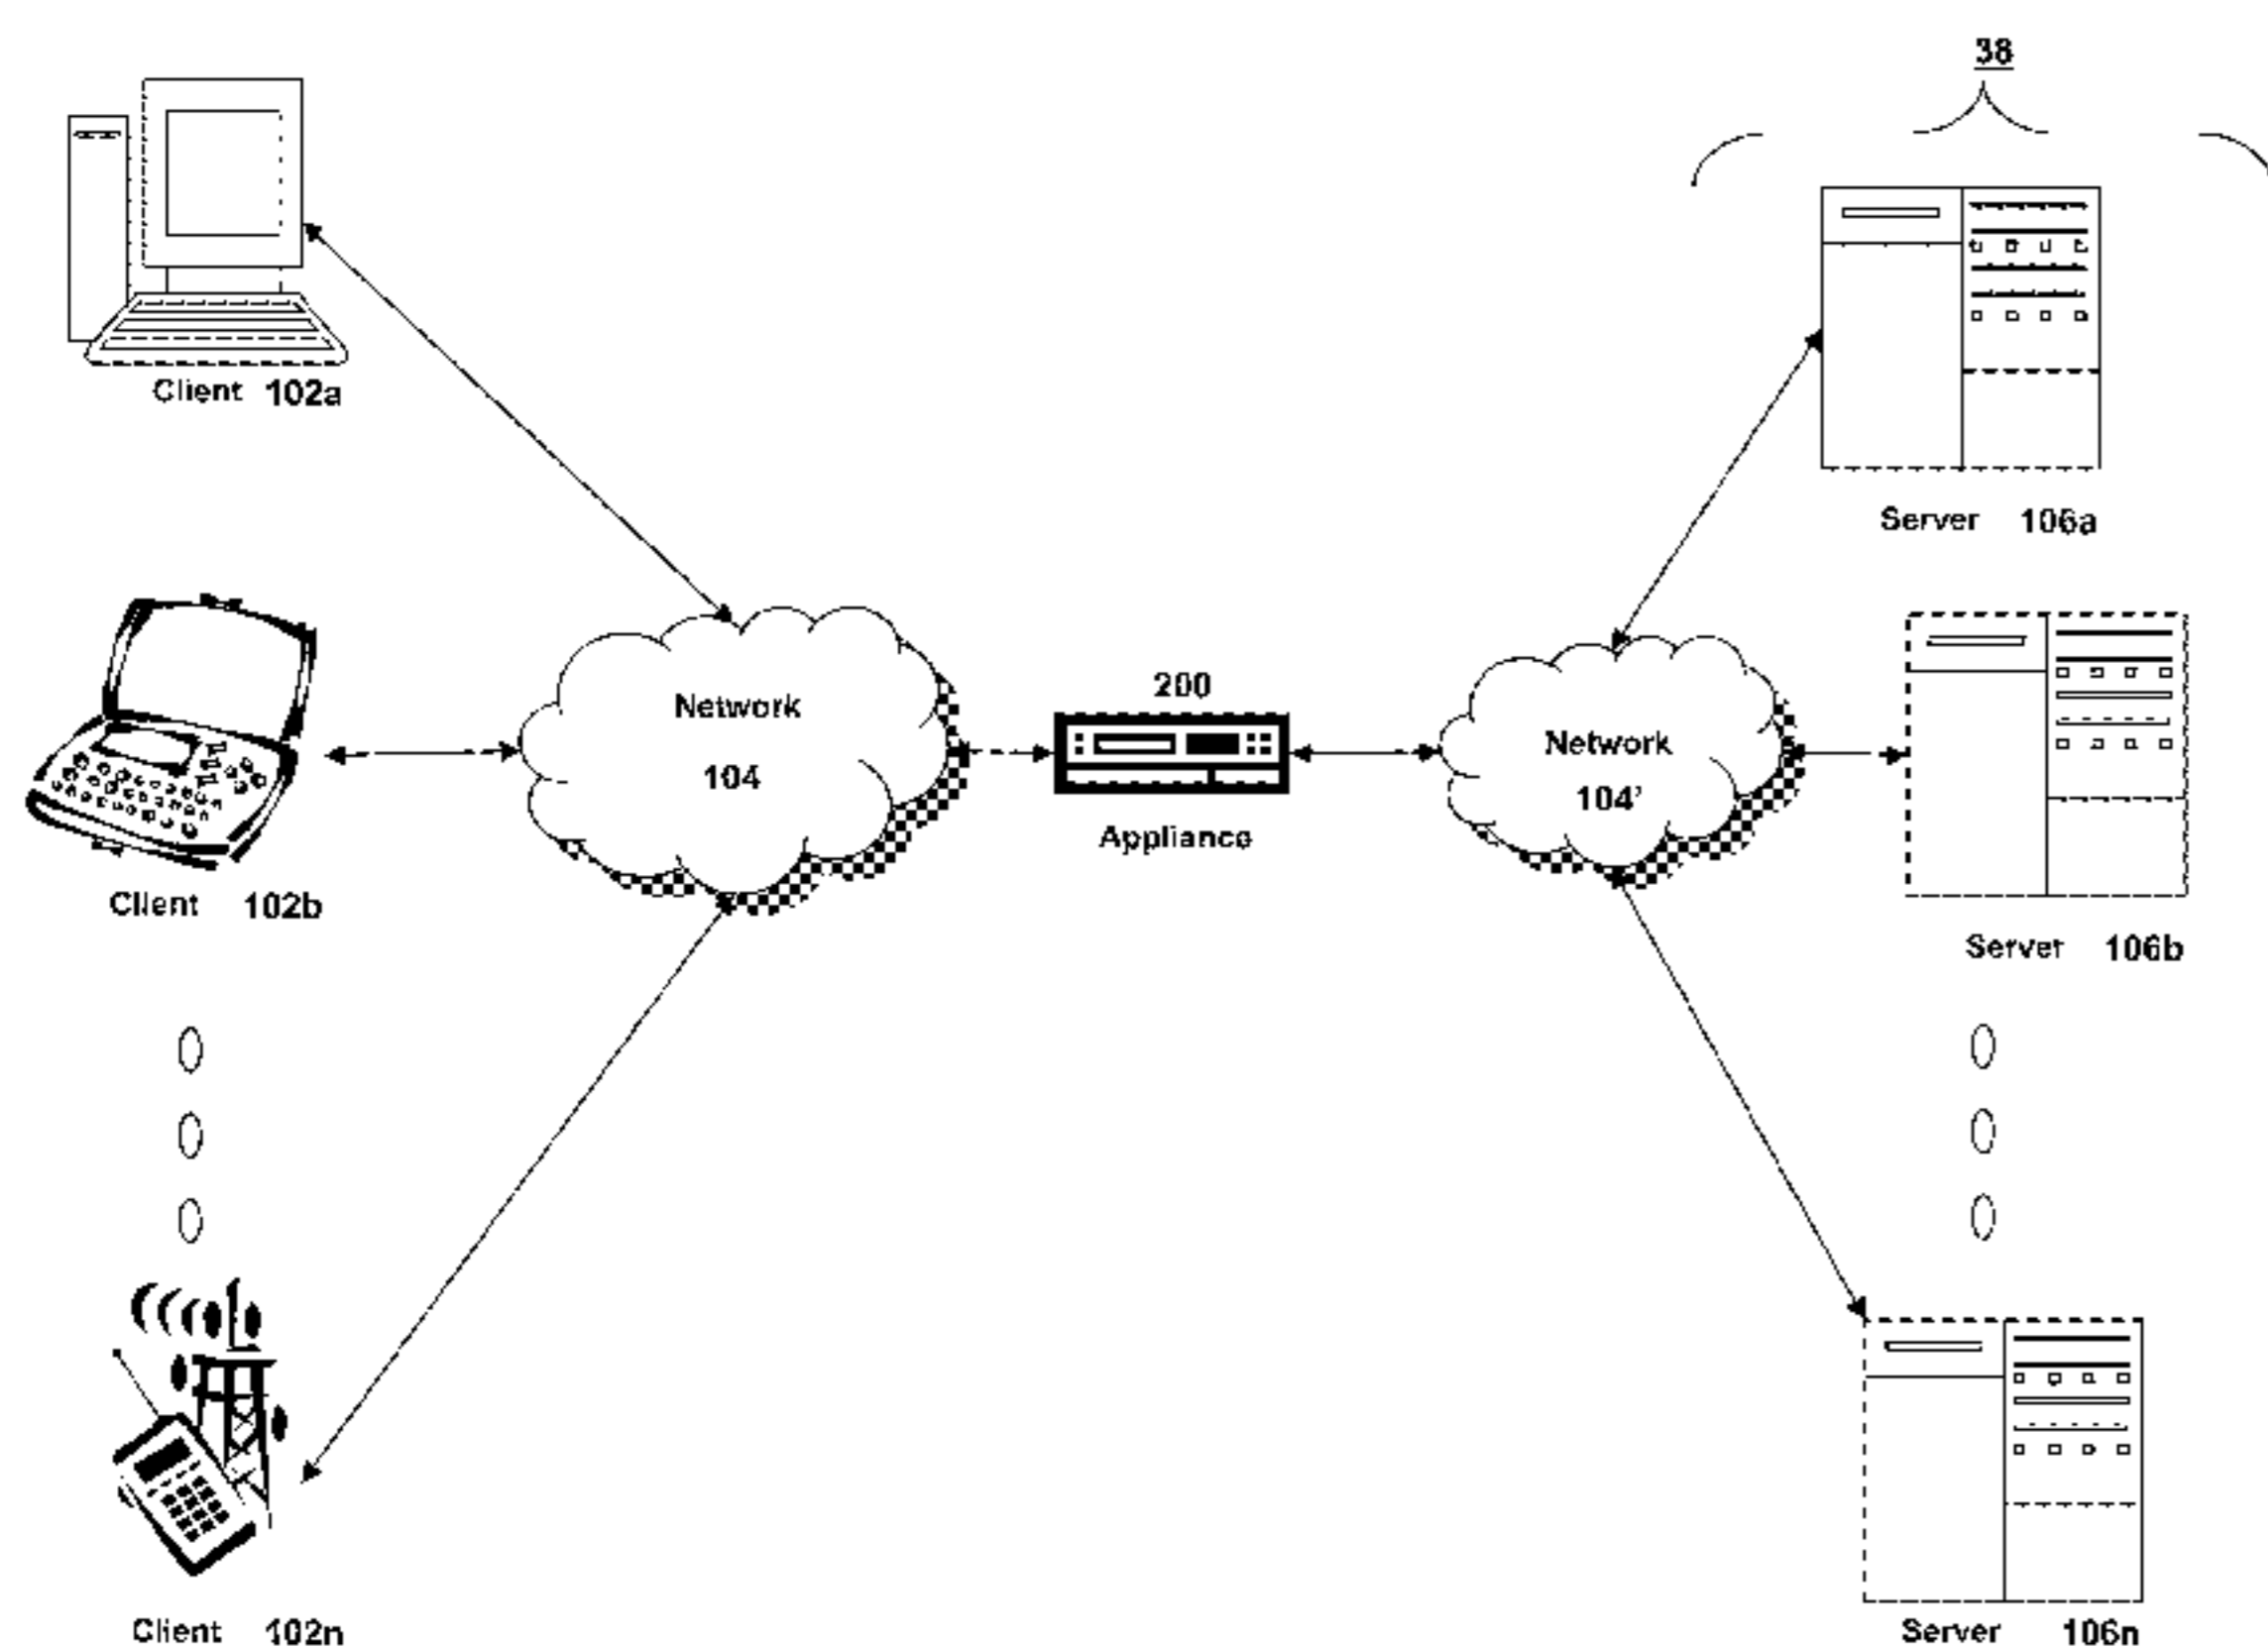 38
Client 102a
Server 106a
200
Network
104
Network
104'
Appliance
Client 102b
Server 106b
Client 102n
Server 106n